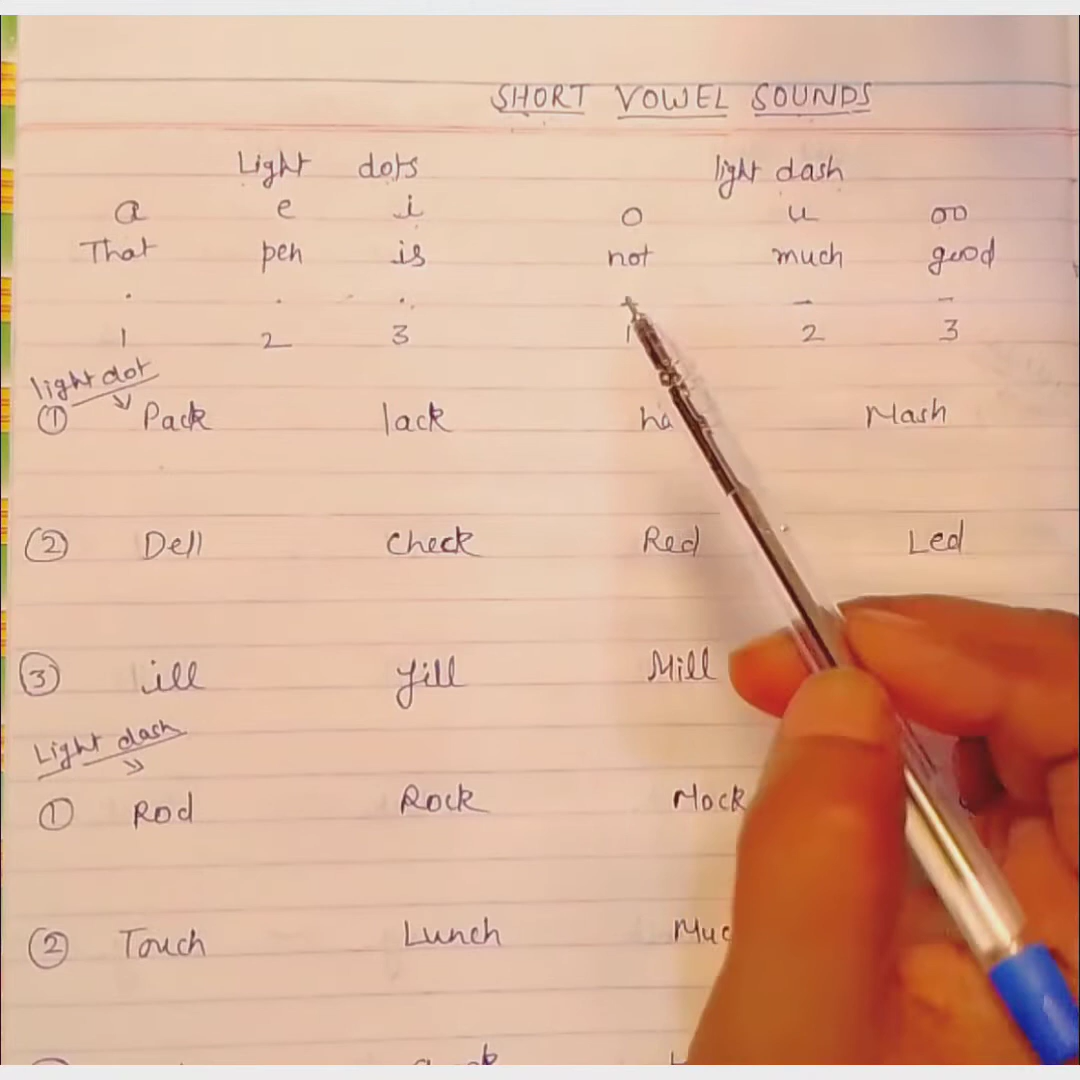 SHORT VOWEL SOUNDS
Light dots light dash
a e i o u oo
That pen is not much good
. . . - - -
1 2 3 1 2 3
light dot
① Pack lack Mash
② Dell Check Red Led
③ ill Jill Mill
Light dash
① Rod Rock Mock
② Touch Lunch